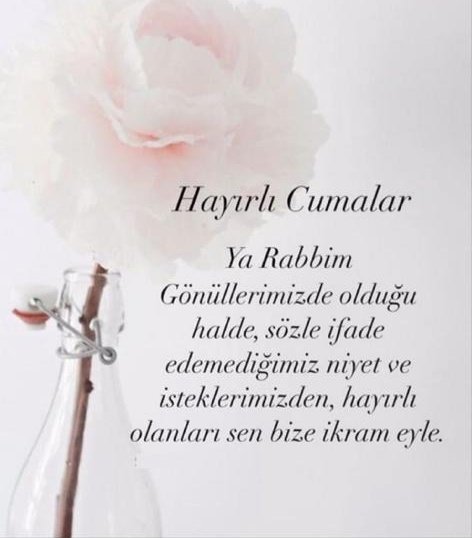 Hayırlı Cumalar
Ya Rabbim
Gönüllerimizde olduğu
halde, sözle ifade
edemediğimiz niyet ve
isteklerimizden, hayırlı
olanları sen bize ikram eyle.